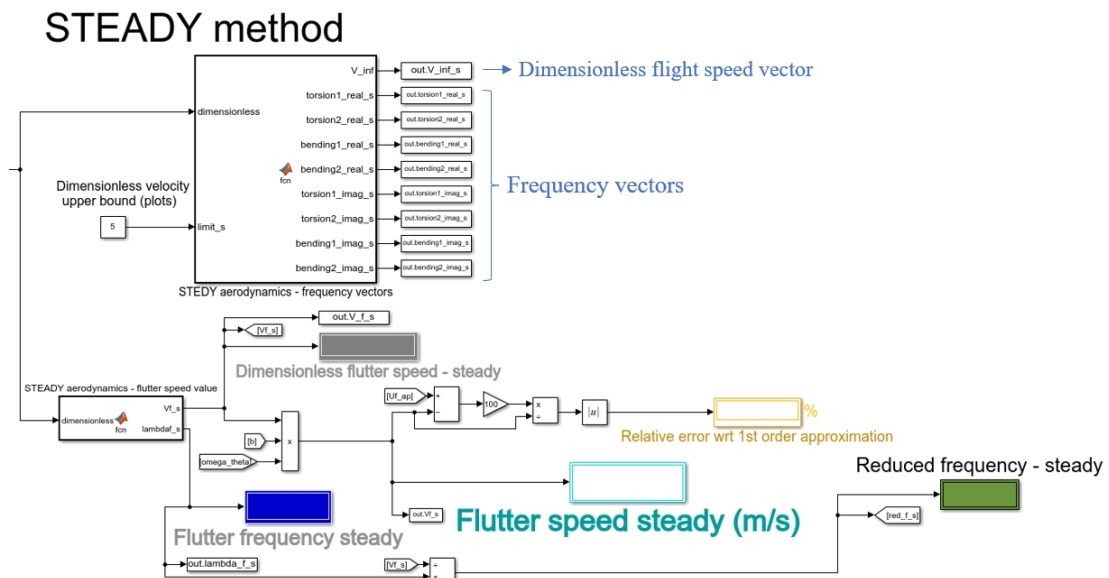 STEADY method
V_inf
out.V_inf_s
Dimensionless flight speed vector
dimensionless
torsion1_real_s
out.torsion1_real_s
torsion2_real_s
out.torsion2_real_s
bending1_real_s
out.bending1_real_s
fcn
bending2_real_s
out.bending2_real_s
Frequency vectors
Dimensionless velocity
upper bound (plots)
torsion1_imag_s
out.torsion1_imag_s
torsion2_imag_s
out.torsion2_imag_s
5
limit_s
bending1_imag_s
out.bending1_imag_s
bending2_imag_s
out.bending2_imag_s
STEDY aerodynamics - frequency vectors
out.V_f_s
[Vf_s]
Dimensionless flutter speed - steady
STEADY aerodynamics - flutter speed value
dimensionless
fcn
Vf_s
lambdaf_s
[b]
[omega_theta]
x
[Uf_ap]
+
−
100
x
÷
|u|
%
Relative error wrt 1st order approximation
Reduced frequency - steady
Flutter speed steady (m/s)
out.Vf_s
[red_f_s]
Flutter frequency steady
out.lambda_f_s
[Vf_s]
÷
x